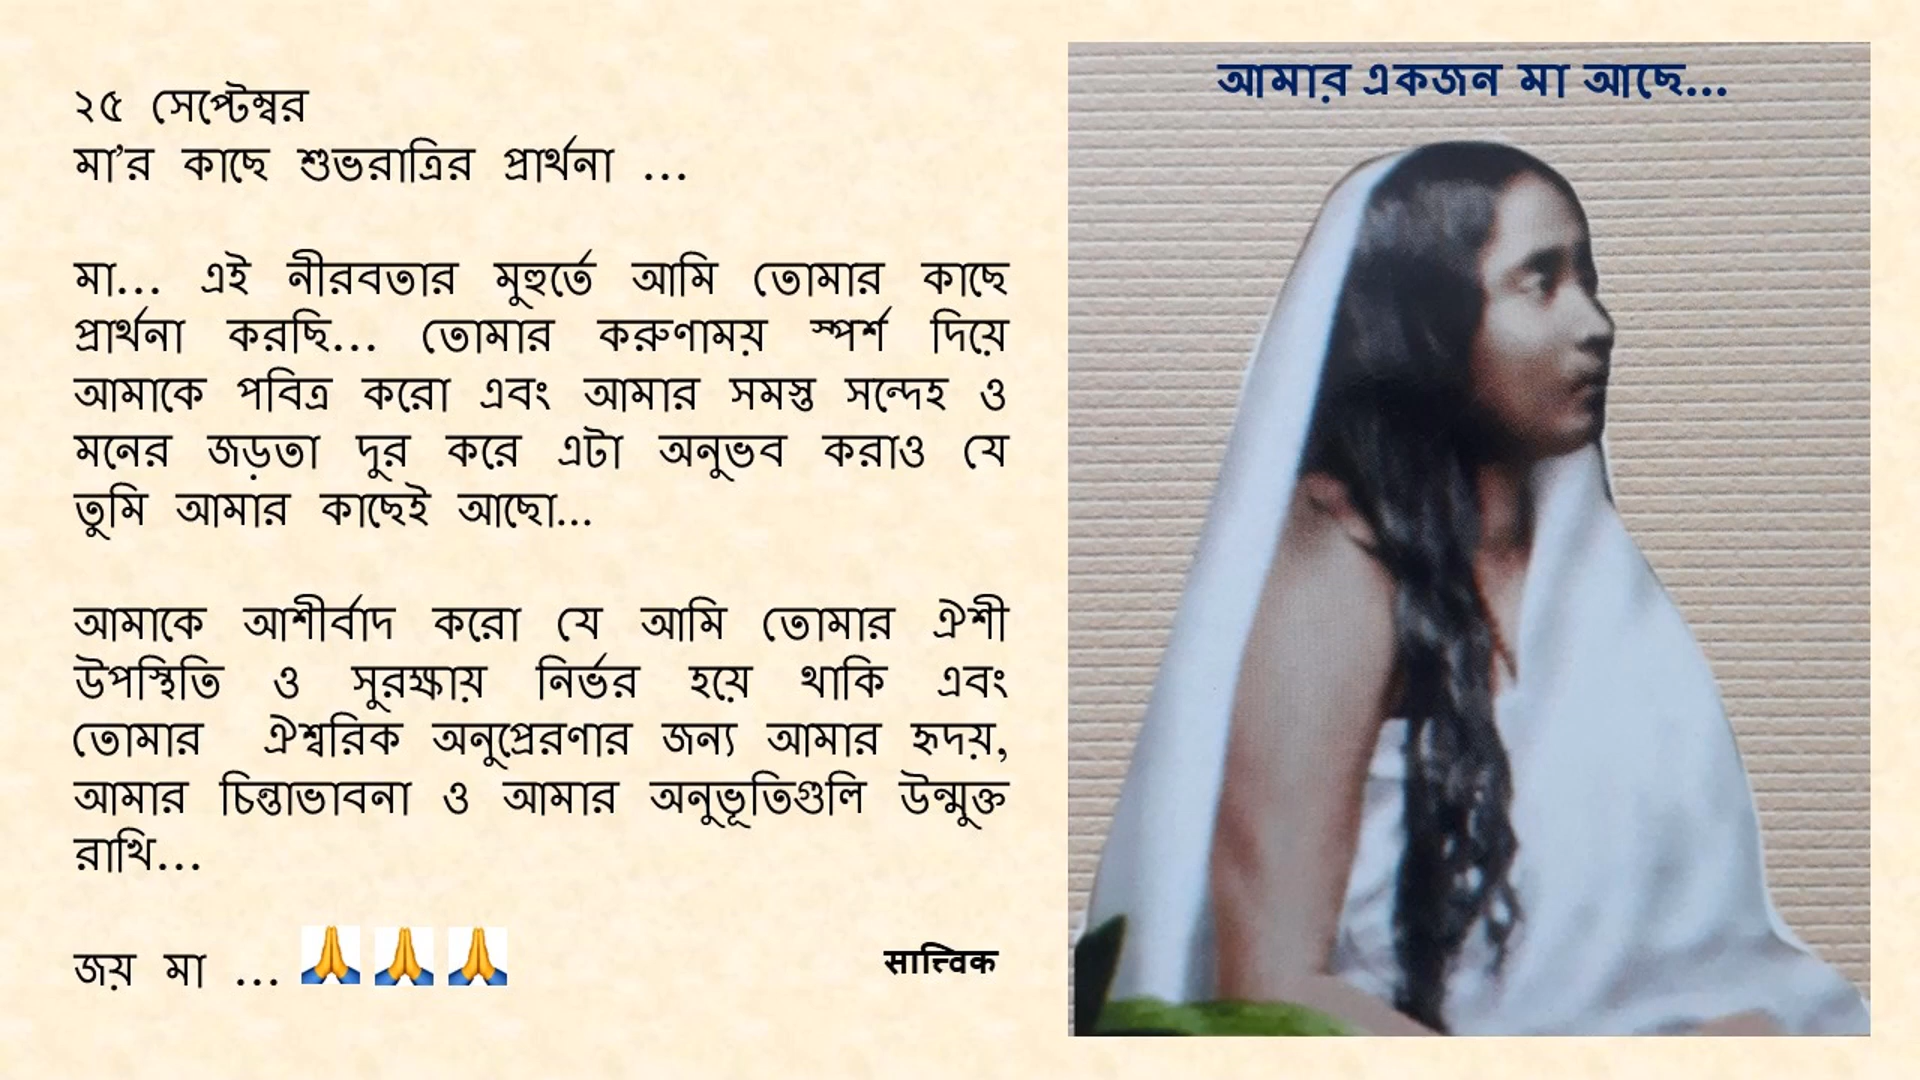 ২৫ সেপ্টেম্বর
মা’র কাছে শুভরাত্রির প্রার্থনা ...
মা... এই নীরবতার মুহুর্তে আমি তোমার কাছে
প্রার্থনা করছি... তোমার করুণাময় স্পর্শ দিয়ে
আমাকে পবিত্র করো এবং আমার সমস্ত সন্দেহ ও
মনের জড়তা দুর করে এটা অনুভব করাও যে
তুমি আমার কাছেই আছো...
আমাকে আশীর্বাদ করো যে আমি তোমার ঐশী
উপস্থিতি ও সুরক্ষায় নির্ভর হয়ে থাকি এবং
তোমার ঐশ্বরিক অনুপ্রেরণার জন্য আমার হৃদয়,
আমার চিন্তাভাবনা ও আমার অনুভূতিগুলি উন্মুক্ত
রাখি...
জয় মা ... 🙏🙏🙏
सात्त्विक
আমার একজন মা আছে...